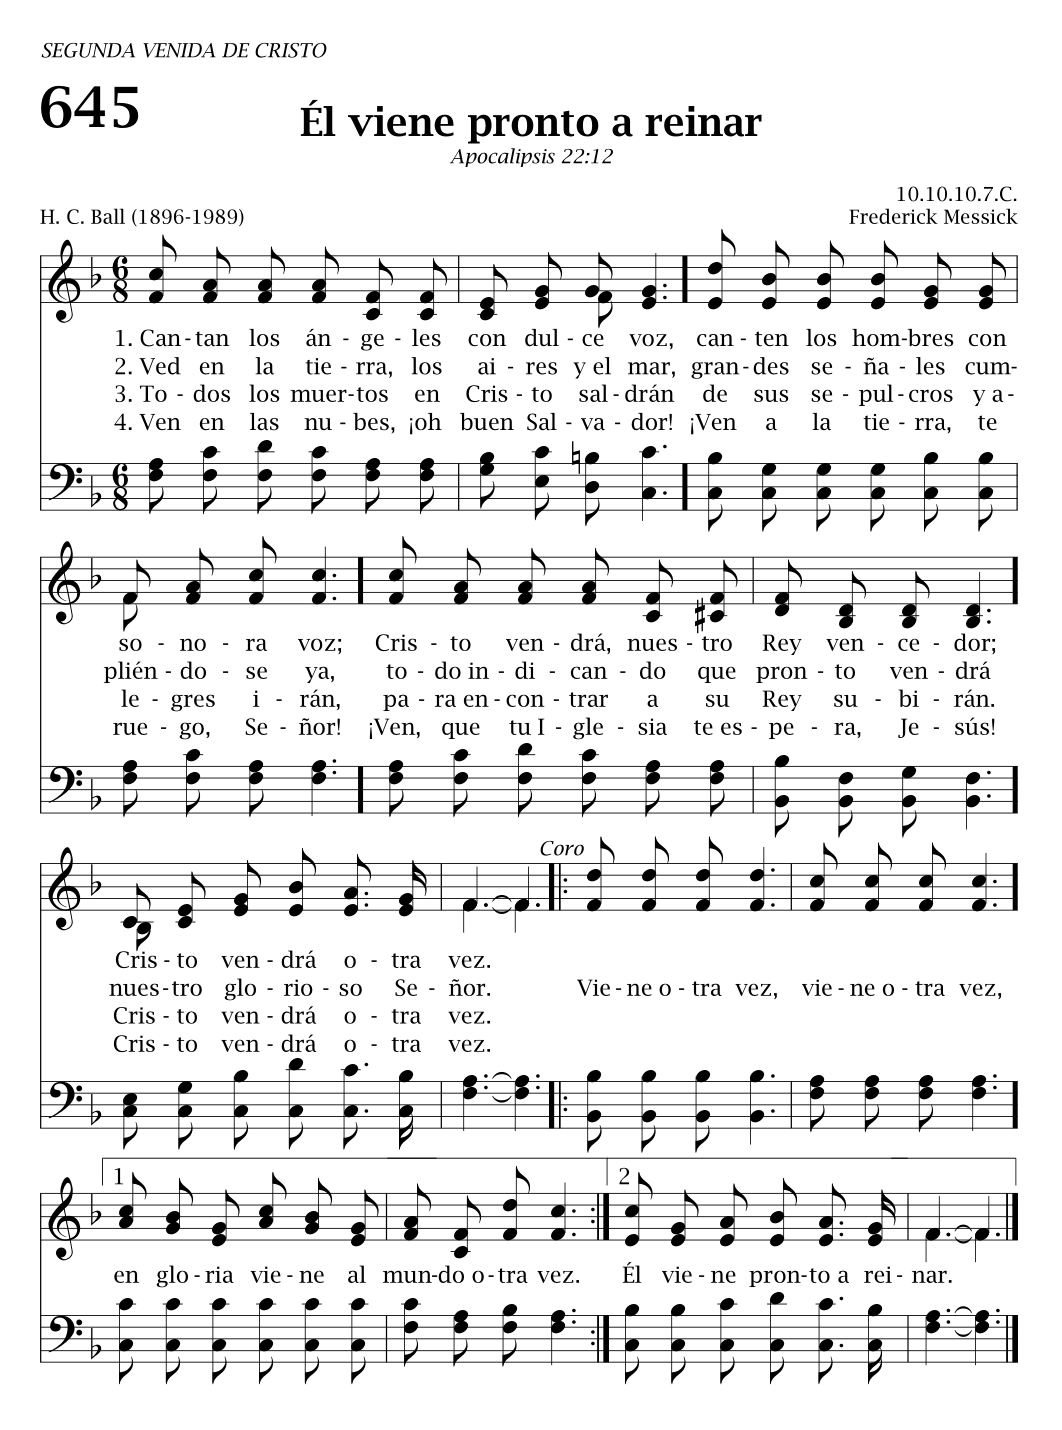 SEGUNDA VENIDA DE CRISTO
645
Él viene pronto a reinar
Apocalipsis 22:12
10.10.10.7.C.
H. C. Ball (1896-1989) Frederick Messick
1. Can - tan los án - ge - les con dul - ce voz, can - ten los hom - bres con
2. Ved en la tie - rra, los ai - res y el mar, gran - des se - ña - les cum -
3. To - dos los muer - tos en Cris - to sal - drán de sus se - pul - cros y a -
4. Ven en las nu - bes, ¡oh buen Sal - va - dor! ¡Ven a la tie - rra, te
so - no - ra voz; Cris - to ven - drá, nues - tro Rey ven - ce - dor;
plién - do - se ya, to - do in - di - can - do que pron - to ven - drá
le - gres i - rán, pa - ra en - con - trar a su Rey su - bi - rán.
rue - go, Se - ñor! ¡Ven, que tu I - gle - sia te es - pe - ra, Je - sús!
Coro
Cris - to ven - drá o - tra vez.
nues - tro glo - rio - so Se - ñor. Vie - ne o - tra vez, vie - ne o - tra vez,
Cris - to ven - drá o - tra vez.
Cris - to ven - drá o - tra vez.
1 2
en glo - ria vie - ne al mun - do o - tra vez. Él vie - ne pron - to a rei - nar.